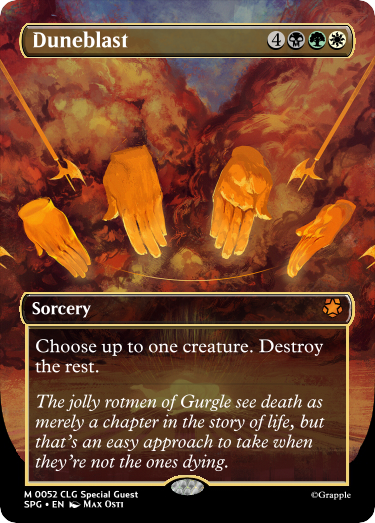 Duneblast 4
Sorcery
Choose up to one creature. Destroy
the rest.
The jolly rotmen of Gurgle see death as
merely a chapter in the story of life, but
that's an easy approach to take when
they're not the ones dying.
M 0052 CLG Special Guest
SPG • EN Max Osti
©Grapple